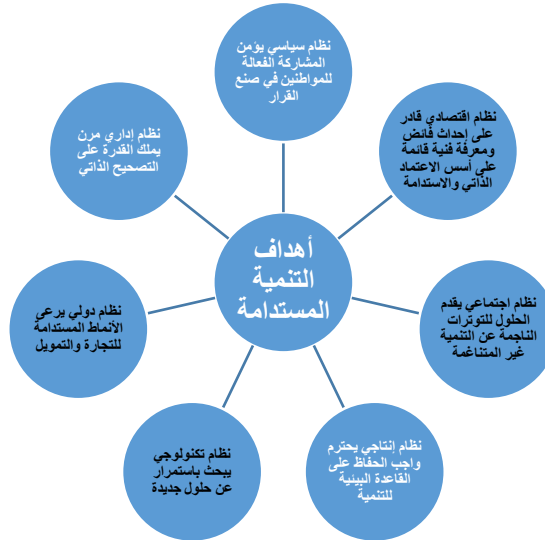 أهداف
التنمية
المستدامة
نظام سياسي يؤمن
المشاركة الفعالة
للمواطنين في صنع
القرار
نظام اقتصادي قادر
على إحداث فائض
ومعرفة فنية قائمة
على أسس الاعتماد
الذاتي والاستدامة
نظام اجتماعي يقدم
الحلول للتوترات
الناجمة عن التنمية
غير المتناغمة
نظام إنتاجي يحترم
واجب الحفاظ على
القاعدة البيئية
للتنمية
نظام تكنولوجي
يبحث باستمرار
عن حلول جديدة
نظام دولي يرعى
الأنماط المستدامة
للتجارة والتمويل
نظام إداري مرن
يملك القدرة على
التصحيح الذاتي